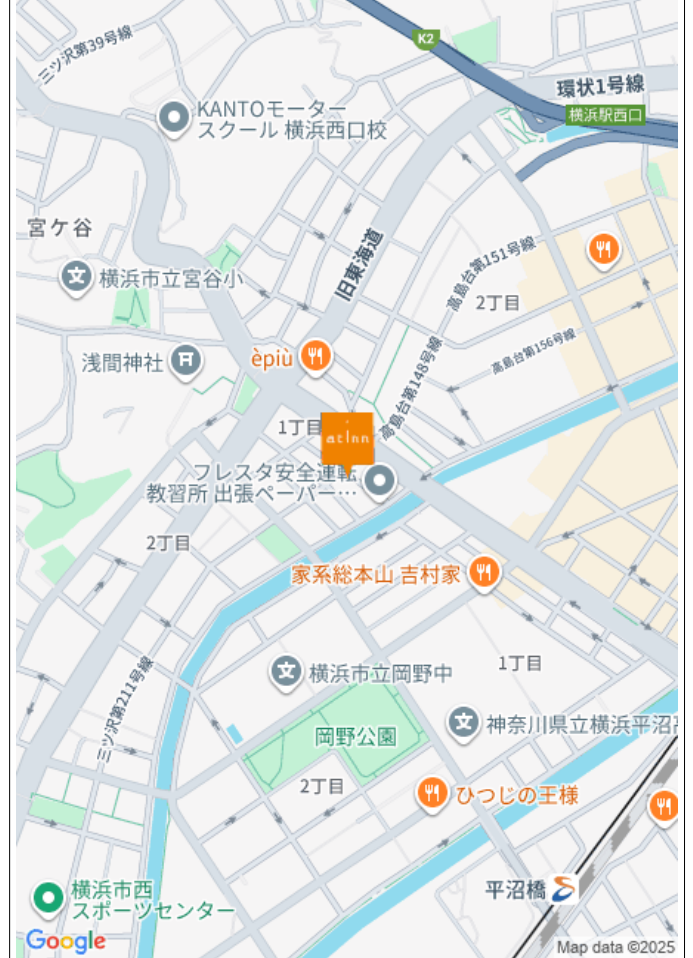 三ツ沢第39号線
K2
環状1号線
横浜駅西口
KANTOモーター
スクール 横浜西口校
宮ケ谷
旧東海道
高島台第151号線
横浜市立宮谷小
2丁目
高島台第156号線
浅間神社
èpiù
高島台第148号線
1丁目
at inn
フレスタ安全運転
教習所 出張ペーパー…
2丁目
家系総本山 吉村家
三ツ沢第211号線
横浜市立岡野中
1丁目
岡野公園
神奈川県立横浜平沼高
2丁目
ひつじの王様
横浜市西
スポーツセンター
平沼橋
Google
Map data ©2025